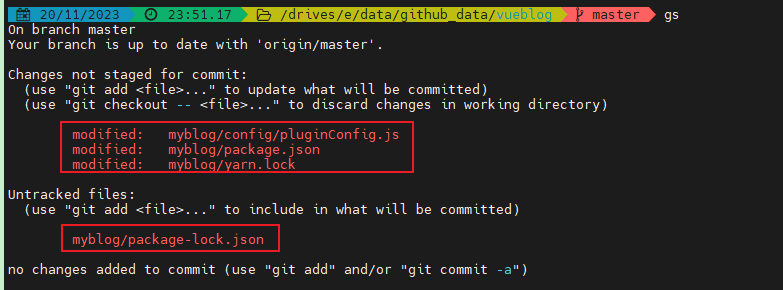 20/11/2023 23:51.17 /drives/e/data/github_data/vueblog master gs
On branch master
Your branch is up to date with 'origin/master'.
Changes not staged for commit:
(use "git add <file>..." to update what will be committed)
(use "git checkout -- <file>..." to discard changes in working directory)
modified: myblog/config/pluginConfig.js
modified: myblog/package.json
modified: myblog/yarn.lock
Untracked files:
(use "git add <file>..." to include in what will be committed)
myblog/package-lock.json
no changes added to commit (use "git add" and/or "git commit -a")